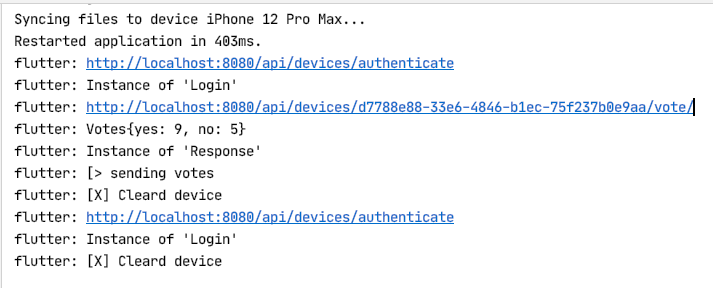 Syncing files to device iPhone 12 Pro Max...
Restarted application in 403ms.
flutter: http://localhost:8080/api/devices/authenticate
flutter: Instance of 'Login'
flutter: http://localhost:8080/api/devices/d7788e88-33e6-4846-b1ec-75f237b0e9aa/vote/
flutter: Votes{yes: 9, no: 5}
flutter: Instance of 'Response'
flutter: [> sending votes
flutter: [X] Cleard device
flutter: http://localhost:8080/api/devices/authenticate
flutter: Instance of 'Login'
flutter: [X] Cleard device